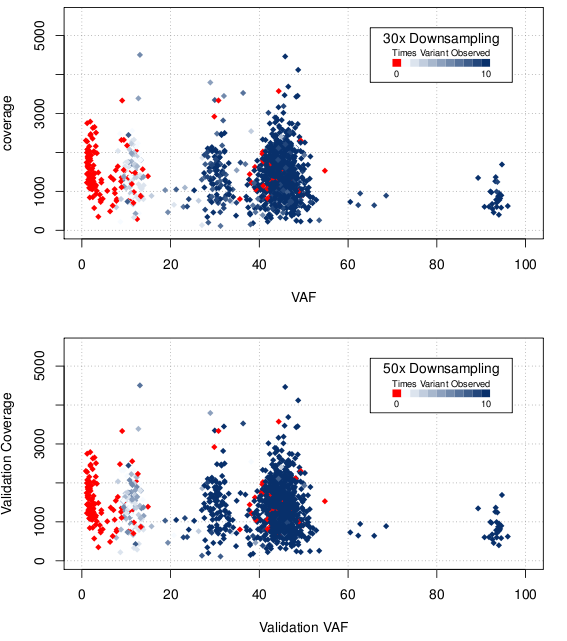 30x Downsampling
Times Variant Observed
0 10
coverage
5000
3000
1000
0
0 20 40 60 80 100
VAF
50x Downsampling
Times Variant Observed
0 10
Validation Coverage
5000
3000
1000
0
0 20 40 60 80 100
Validation VAF